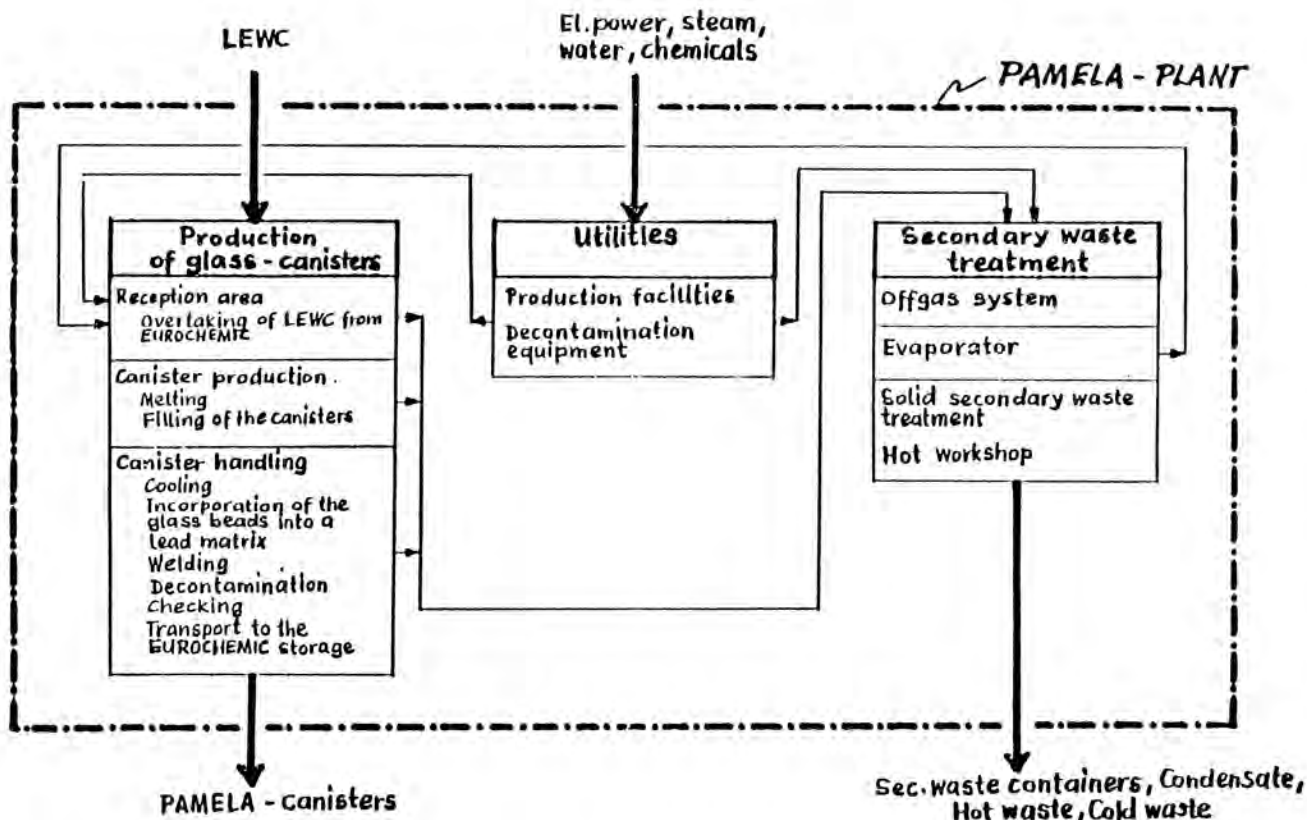 LEWC
El. power, steam,
water, chemicals
PAMELA - PLANT
Production
of glass - canisters
Reception area
Overtaking of LEWC from
EUROCHEMIC
Canister production.
Melting
Filling of the canisters
Canister handling
Cooling
Incorporation of the
glass beads into a
lead matrix
Welding
Decontamination
Checking
Transport to the
EUROCHEMIC storage
Utilities
Production facilities
Decontamination
equipment
Secondary waste
treatment
Offgas system
Evaporator
Solid secondary waste
treatment
Hot workshop
PAMELA - canisters
Sec. waste containers, Condensate,
Hot waste, Cold waste